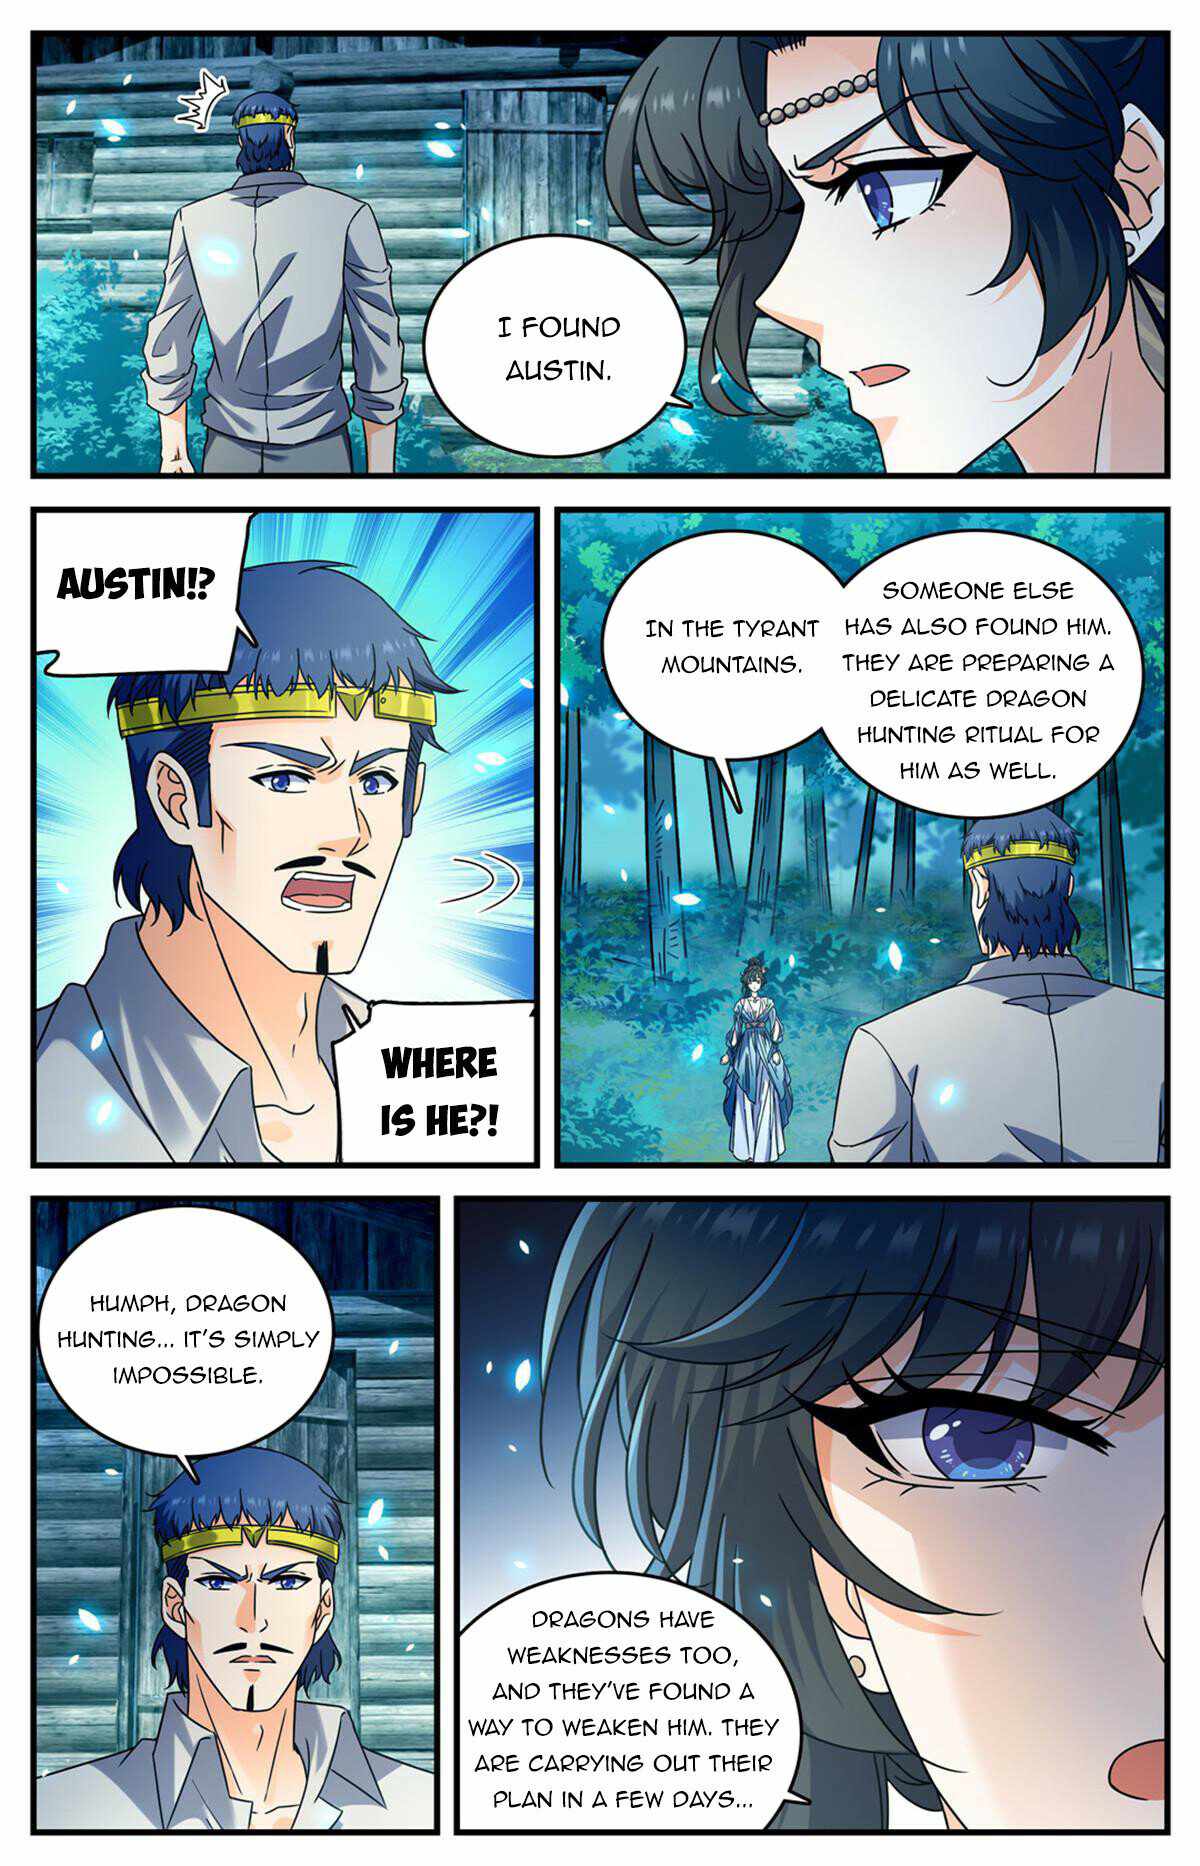 I FOUND
AUSTIN.
AUSTIN!?
WHERE
IS HE?!
IN THE TYRANT
MOUNTAINS.
SOMEONE ELSE
HAS ALSO FOUND HIM.
THEY ARE PREPARING A
DELICATE DRAGON
HUNTING RITUAL FOR
HIM AS WELL.
HUMPH, DRAGON
HUNTING... IT'S SIMPLY
IMPOSSIBLE.
DRAGONS HAVE
WEAKNESSES TOO,
AND THEY'VE FOUND A
WAY TO WEAKEN HIM. THEY
ARE CARRYING OUT THEIR
PLAN IN A FEW DAYS...